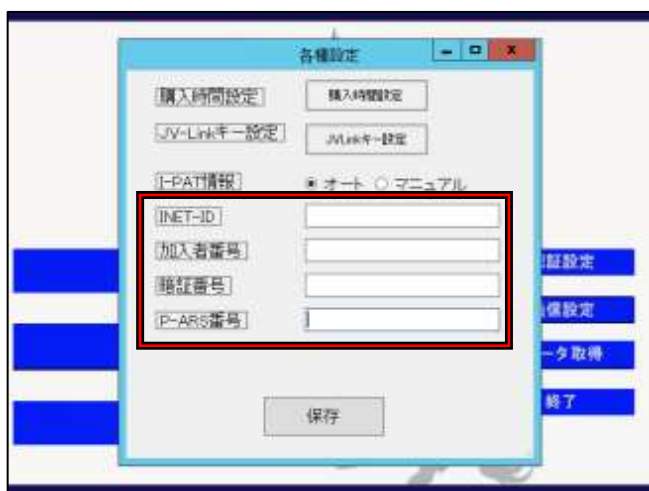 各種設定
購入時間設定 購入時間設定
JV-Linkキー設定 JVLinkキー設定
I-PAT情報 オート マニュアル
INET-ID
加入者番号
暗証番号
P-ARS番号
保存
証設定
償設定
ータ取得
終了